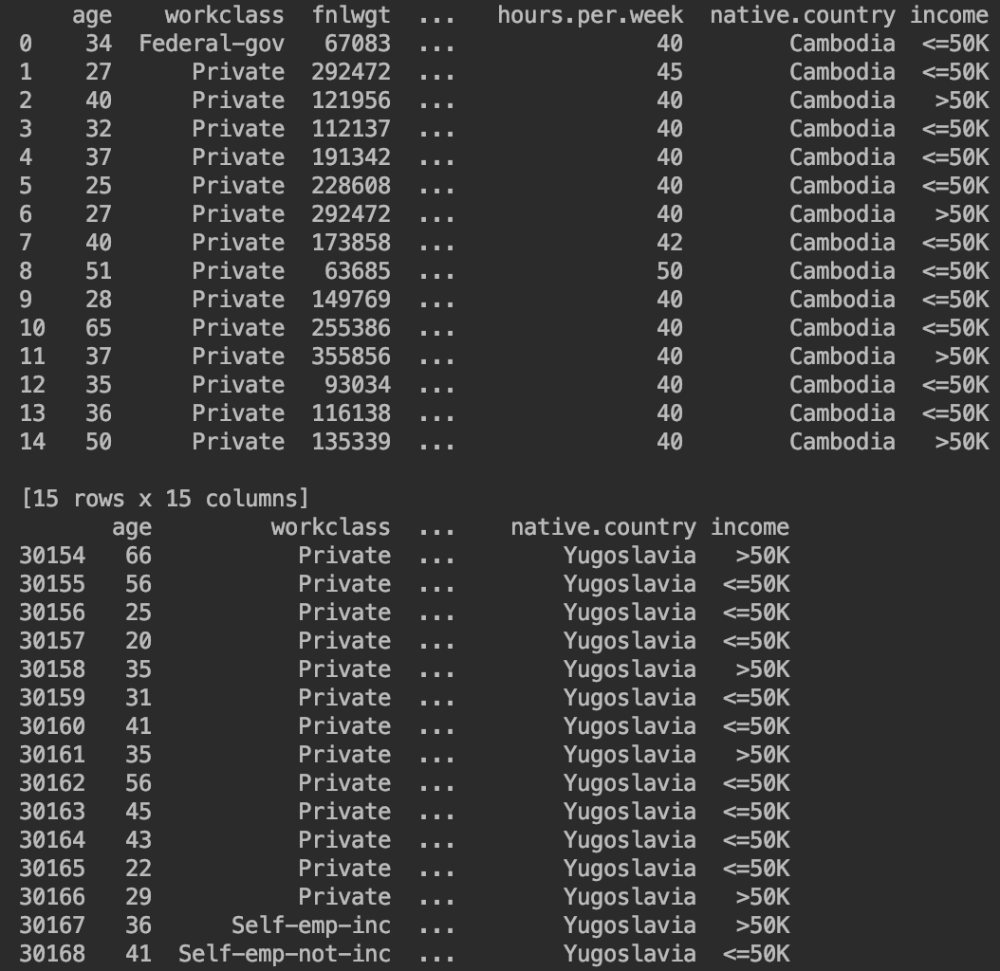 age workclass fnlwgt ... hours.per.week native.country income
0 34 Federal-gov 67083 ... 40 Cambodia <=50K
1 27 Private 292472 ... 45 Cambodia <=50K
2 40 Private 121956 ... 40 Cambodia >50K
3 32 Private 112137 ... 40 Cambodia <=50K
4 37 Private 191342 ... 40 Cambodia <=50K
5 25 Private 228608 ... 40 Cambodia <=50K
6 27 Private 292472 ... 40 Cambodia >50K
7 40 Private 173858 ... 42 Cambodia <=50K
8 51 Private 63685 ... 50 Cambodia <=50K
9 28 Private 149769 ... 40 Cambodia <=50K
10 65 Private 255386 ... 40 Cambodia <=50K
11 37 Private 355856 ... 40 Cambodia >50K
12 35 Private 93034 ... 40 Cambodia <=50K
13 36 Private 116138 ... 40 Cambodia <=50K
14 50 Private 135339 ... 40 Cambodia >50K
[15 rows x 15 columns]
age workclass ... native.country income
30154 66 Private ... Yugoslavia >50K
30155 56 Private ... Yugoslavia <=50K
30156 25 Private ... Yugoslavia <=50K
30157 20 Private ... Yugoslavia <=50K
30158 35 Private ... Yugoslavia >50K
30159 31 Private ... Yugoslavia <=50K
30160 41 Private ... Yugoslavia <=50K
30161 35 Private ... Yugoslavia >50K
30162 56 Private ... Yugoslavia <=50K
30163 45 Private ... Yugoslavia <=50K
30164 43 Private ... Yugoslavia <=50K
30165 22 Private ... Yugoslavia <=50K
30166 29 Private ... Yugoslavia >50K
30167 36 Self-emp-inc ... Yugoslavia >50K
30168 41 Self-emp-not-inc ... Yugoslavia <=50K